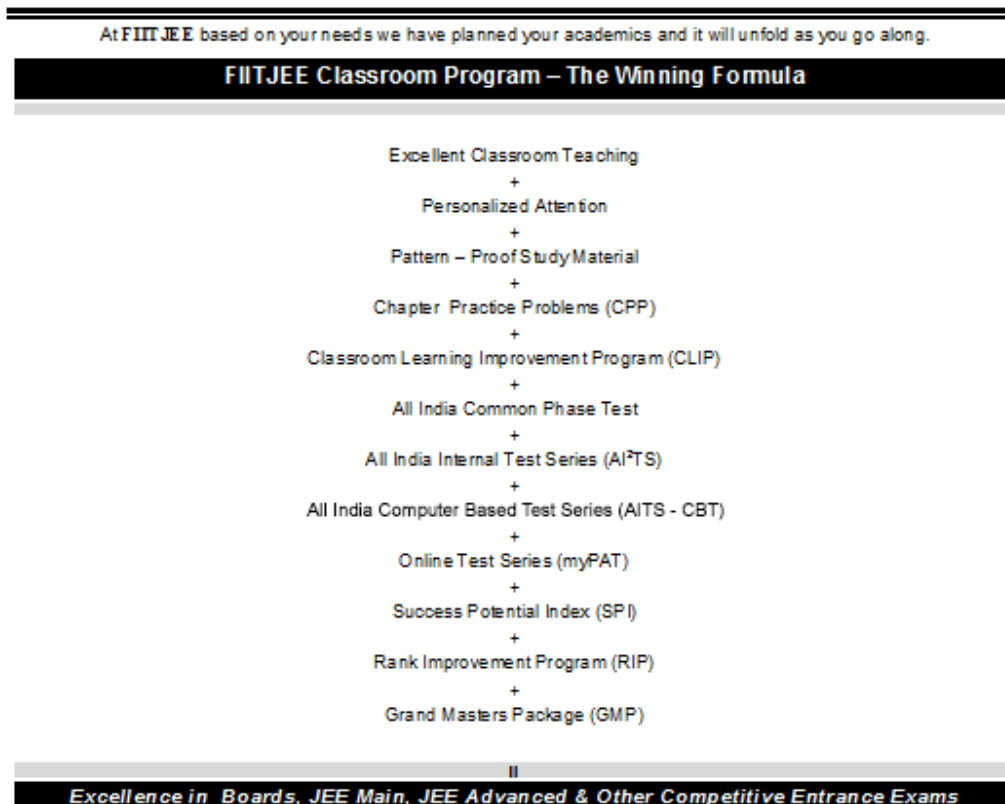 At FIITJEE based on your needs we have planned your academics and it will unfold as you go along.
FIITJEE Classroom Program – The Winning Formula
Excellent Classroom Teaching
+
Personalized Attention
+
Pattern – Proof Study Material
+
Chapter Practice Problems (CPP)
+
Classroom Learning Improvement Program (CLIP)
+
All India Common Phase Test
+
All India Internal Test Series (AI²TS)
+
All India Computer Based Test Series (AITS - CBT)
+
Online Test Series (myPAT)
+
Success Potential Index (SPI)
+
Rank Improvement Program (RIP)
+
Grand Masters Package (GMP)
=
Excellence in Boards, JEE Main, JEE Advanced & Other Competitive Entrance Exams